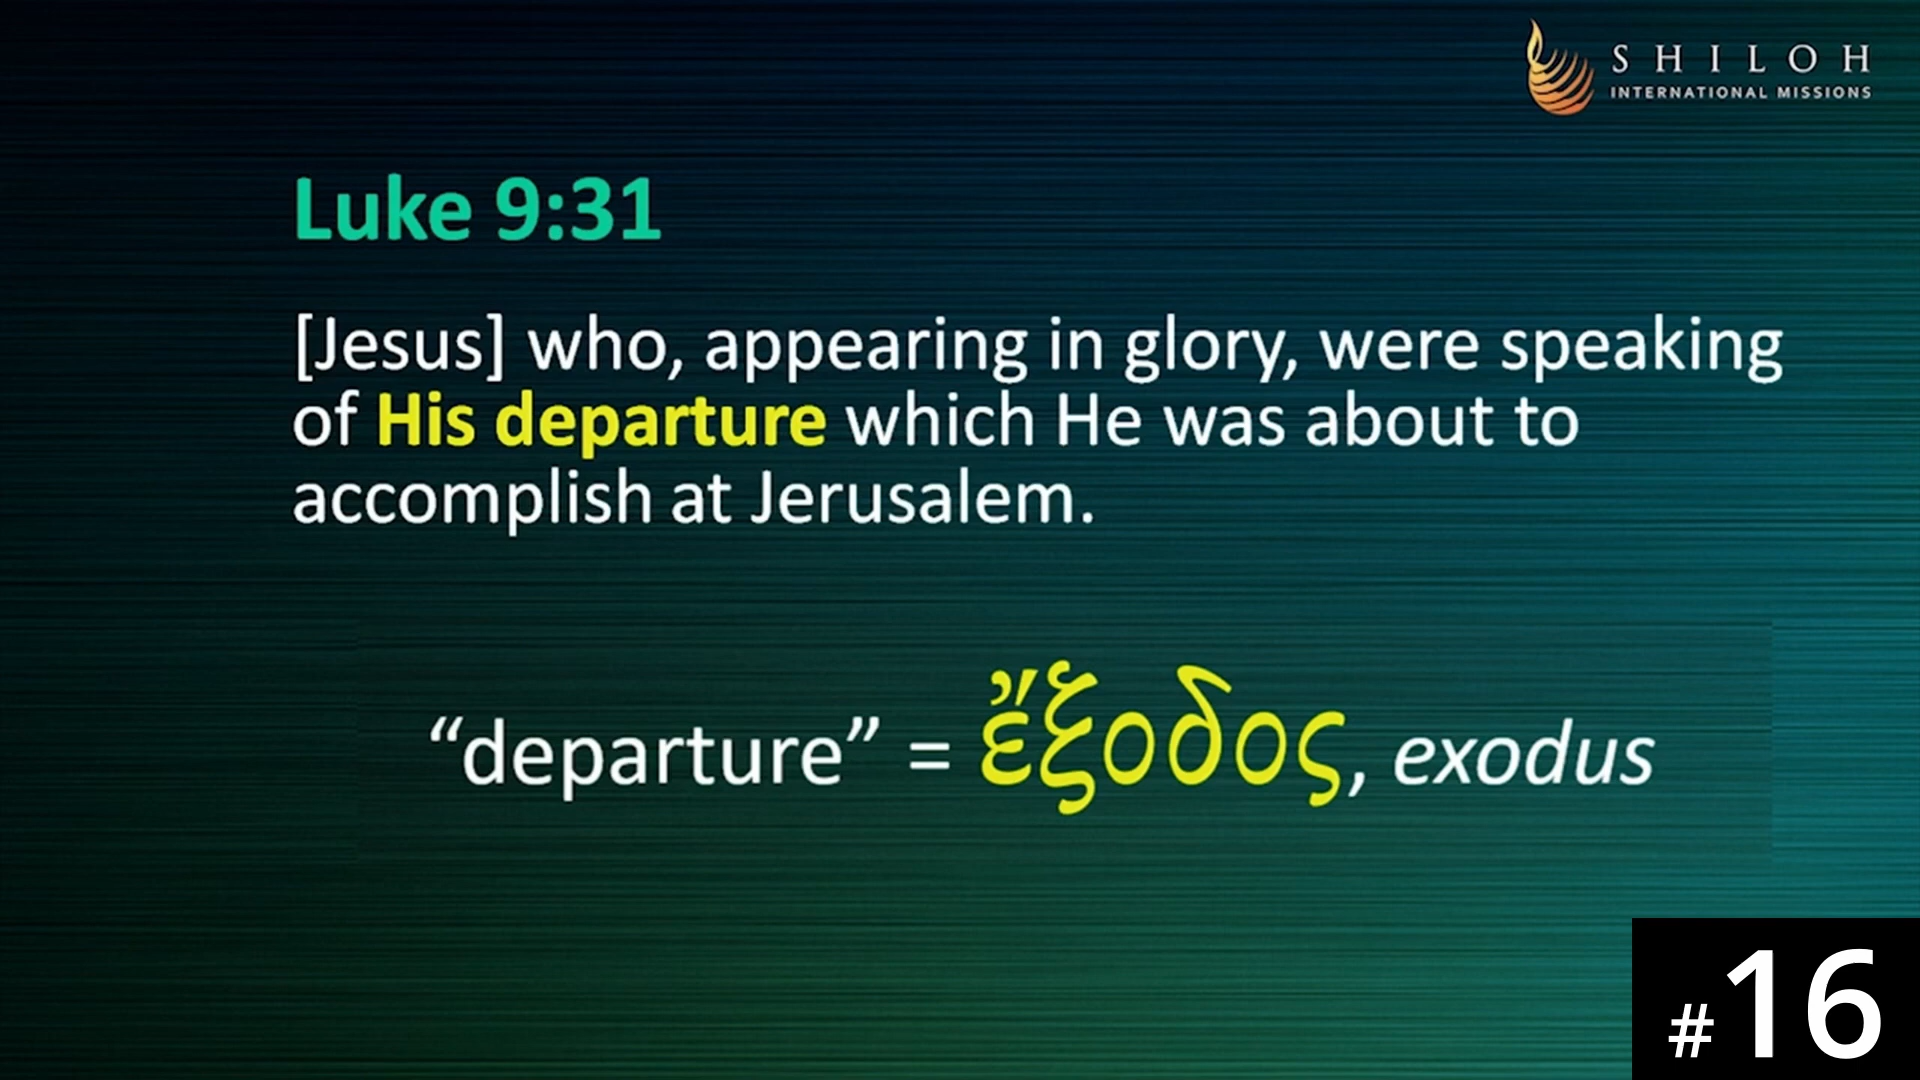 SHILOH
INTERNATIONAL MISSIONS
Luke 9:31
[Jesus] who, appearing in glory, were speaking
of His departure which He was about to
accomplish at Jerusalem.
“departure” = ἔξοδος, exodus
#16